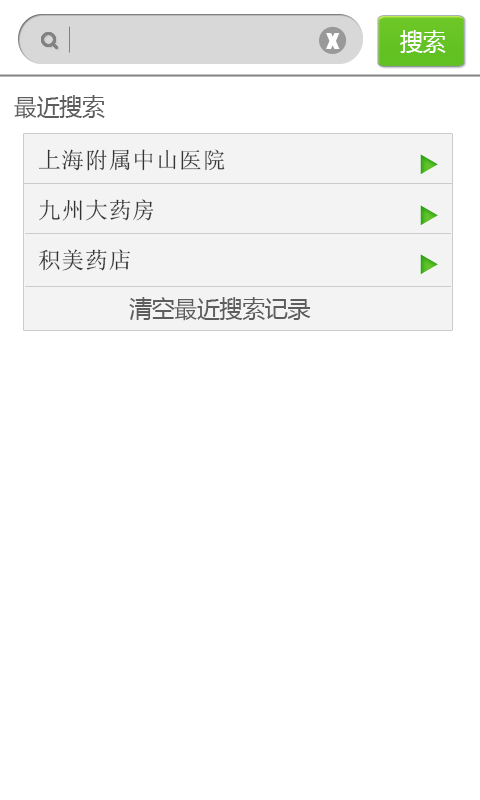 搜索
最近搜索
上海附属中山医院
九州大药房
积美药店
清空最近搜索记录